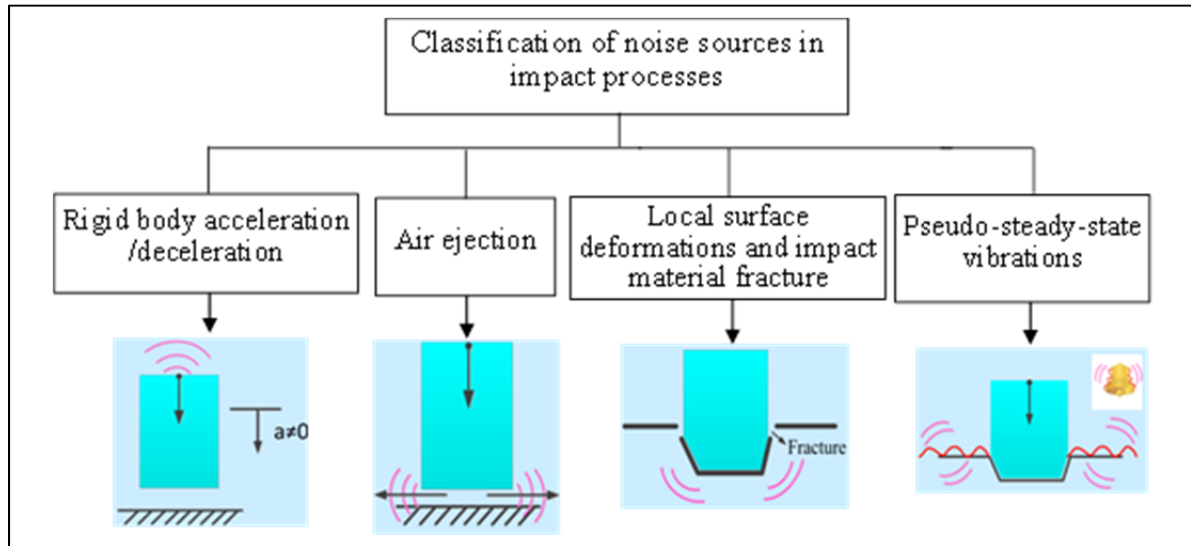 Classification of noise sources in
impact processes
Rigid body acceleration
/deceleration
Air ejection
Local surface
deformations and impact
material fracture
Pseudo-steady-state
vibrations
a≠0
Fracture